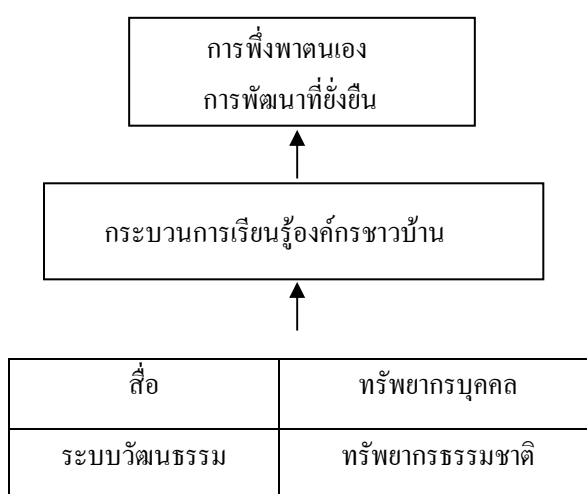 การพึ่งพาตนเอง
การพัฒนาที่ยั่งยืน
กระบวนการเรียนรู้องค์กรชาวบ้าน
สื่อ ทรัพยากรบุคคล
ระบบวัฒนธรรม ทรัพยากรธรรมชาติ